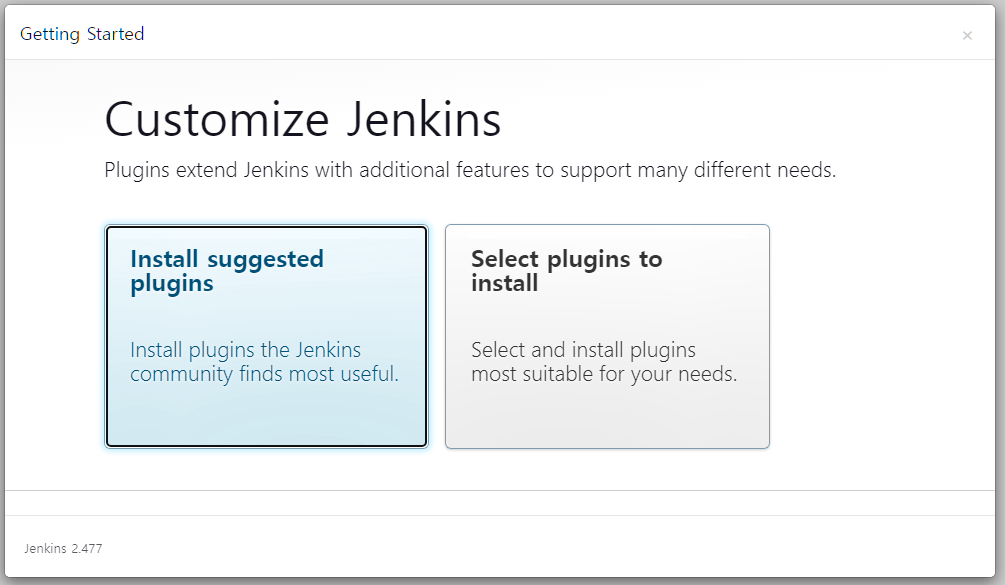 Getting Started
×
Customize Jenkins
Plugins extend Jenkins with additional features to support many different needs.
Install suggested
plugins
Install plugins the Jenkins
community finds most useful.
Select plugins to
install
Select and install plugins
most suitable for your needs.
Jenkins 2.477